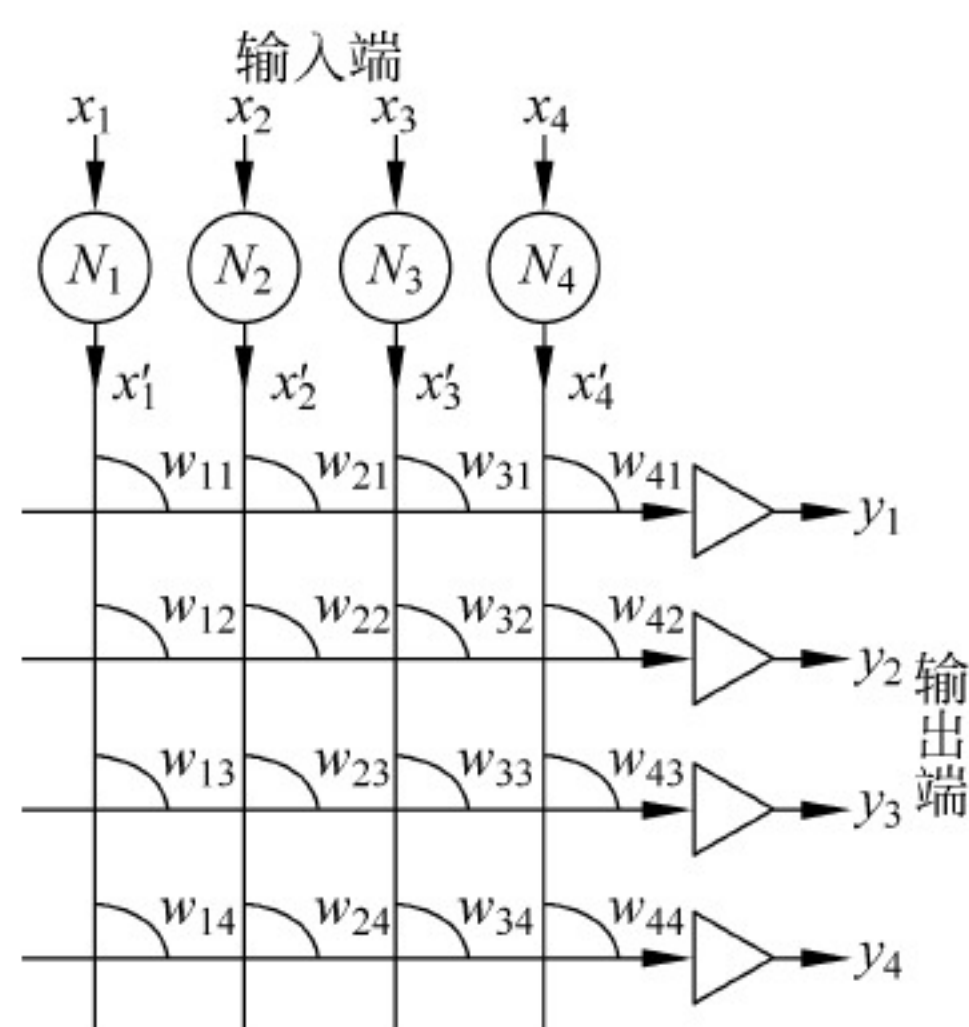 输入端
x₁ x₂ x₃ x₄
N₁ N₂ N₃ N₄
x′₁ x′₂ x′₃ x′₄
w₁₁ w₂₁ w₃₁ w₄₁
y₁
w₁₂ w₂₂ w₃₂ w₄₂
y₂
输出端
w₁₃ w₂₃ w₃₃ w₄₃
y₃
w₁₄ w₂₄ w₃₄ w₄₄
y₄